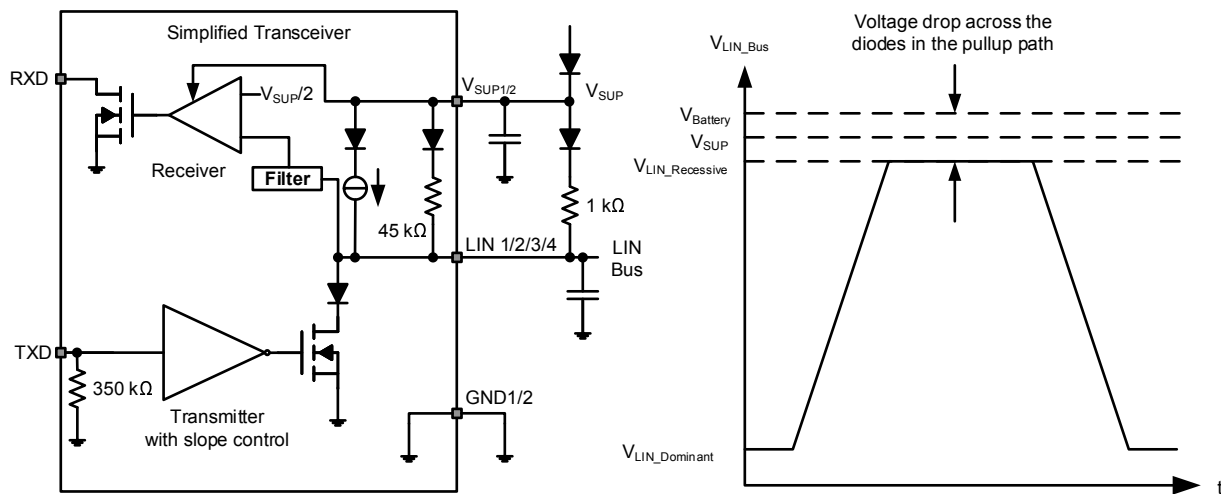 Simplified Transceiver
RXD
V_SUP/2
Receiver
Filter
45 kΩ
V_SUP1/2
V_SUP
1 kΩ
LIN 1/2/3/4
LIN
Bus
TXD
350 kΩ
Transmitter
with slope control
GND1/2
Voltage drop across the
diodes in the pullup path
V_LIN_Bus
V_Battery
V_SUP
V_LIN_Recessive
V_LIN_Dominant
t